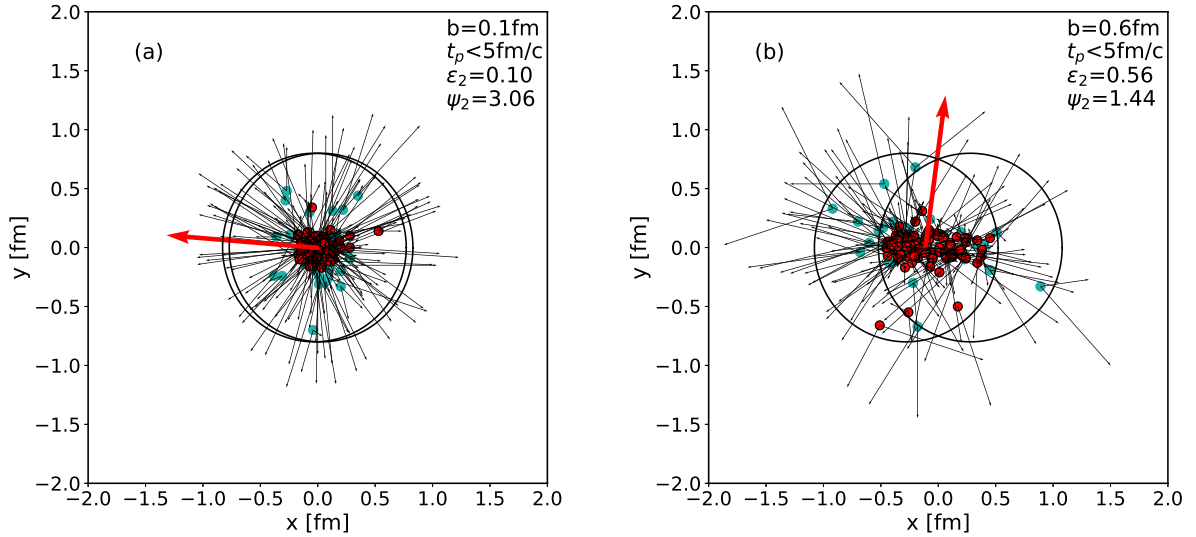 (a)
b=0.1fm
t_p<5fm/c
ε₂=0.10
ψ₂=3.06
2.0
1.5
1.0
0.5
0.0
−0.5
−1.0
−1.5
−2.0
y [fm]
−2.0 −1.5 −1.0 −0.5 0.0 0.5 1.0 1.5 2.0
x [fm]
(b)
b=0.6fm
t_p<5fm/c
ε₂=0.56
ψ₂=1.44
2.0
1.5
1.0
0.5
0.0
−0.5
−1.0
−1.5
−2.0
y [fm]
−2.0 −1.5 −1.0 −0.5 0.0 0.5 1.0 1.5 2.0
x [fm]